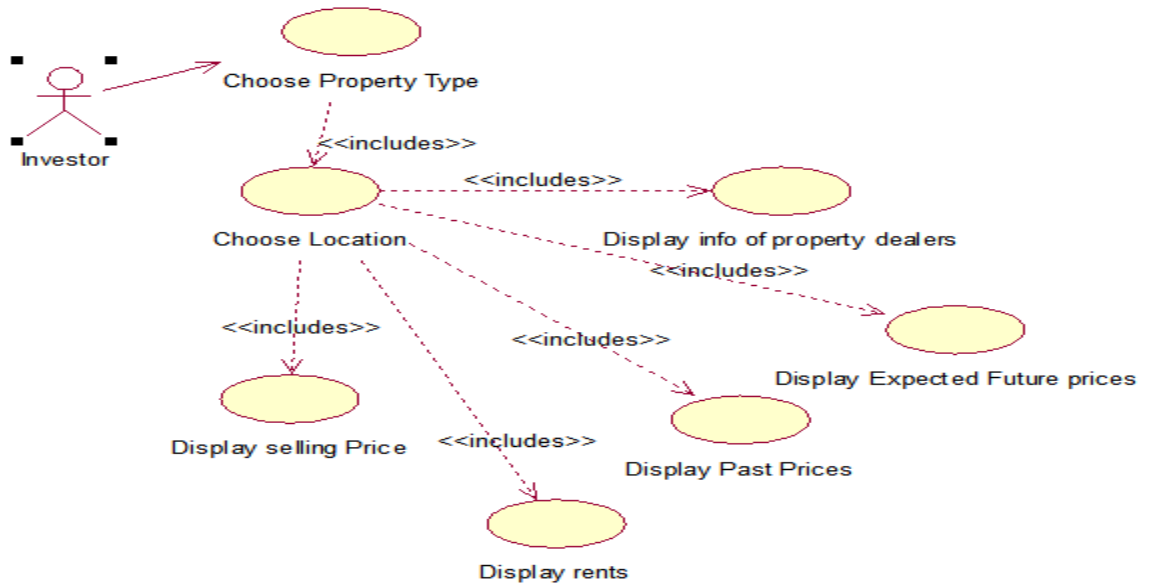 Choose Property Type
Investor
<<includes>>
<<includes>>
Choose Location
Display info of property dealers
<<includes>>
<<includes>>
<<includes>>
Display Expected Future prices
Display selling Price
<<includes>>
Display Past Prices
Display rents